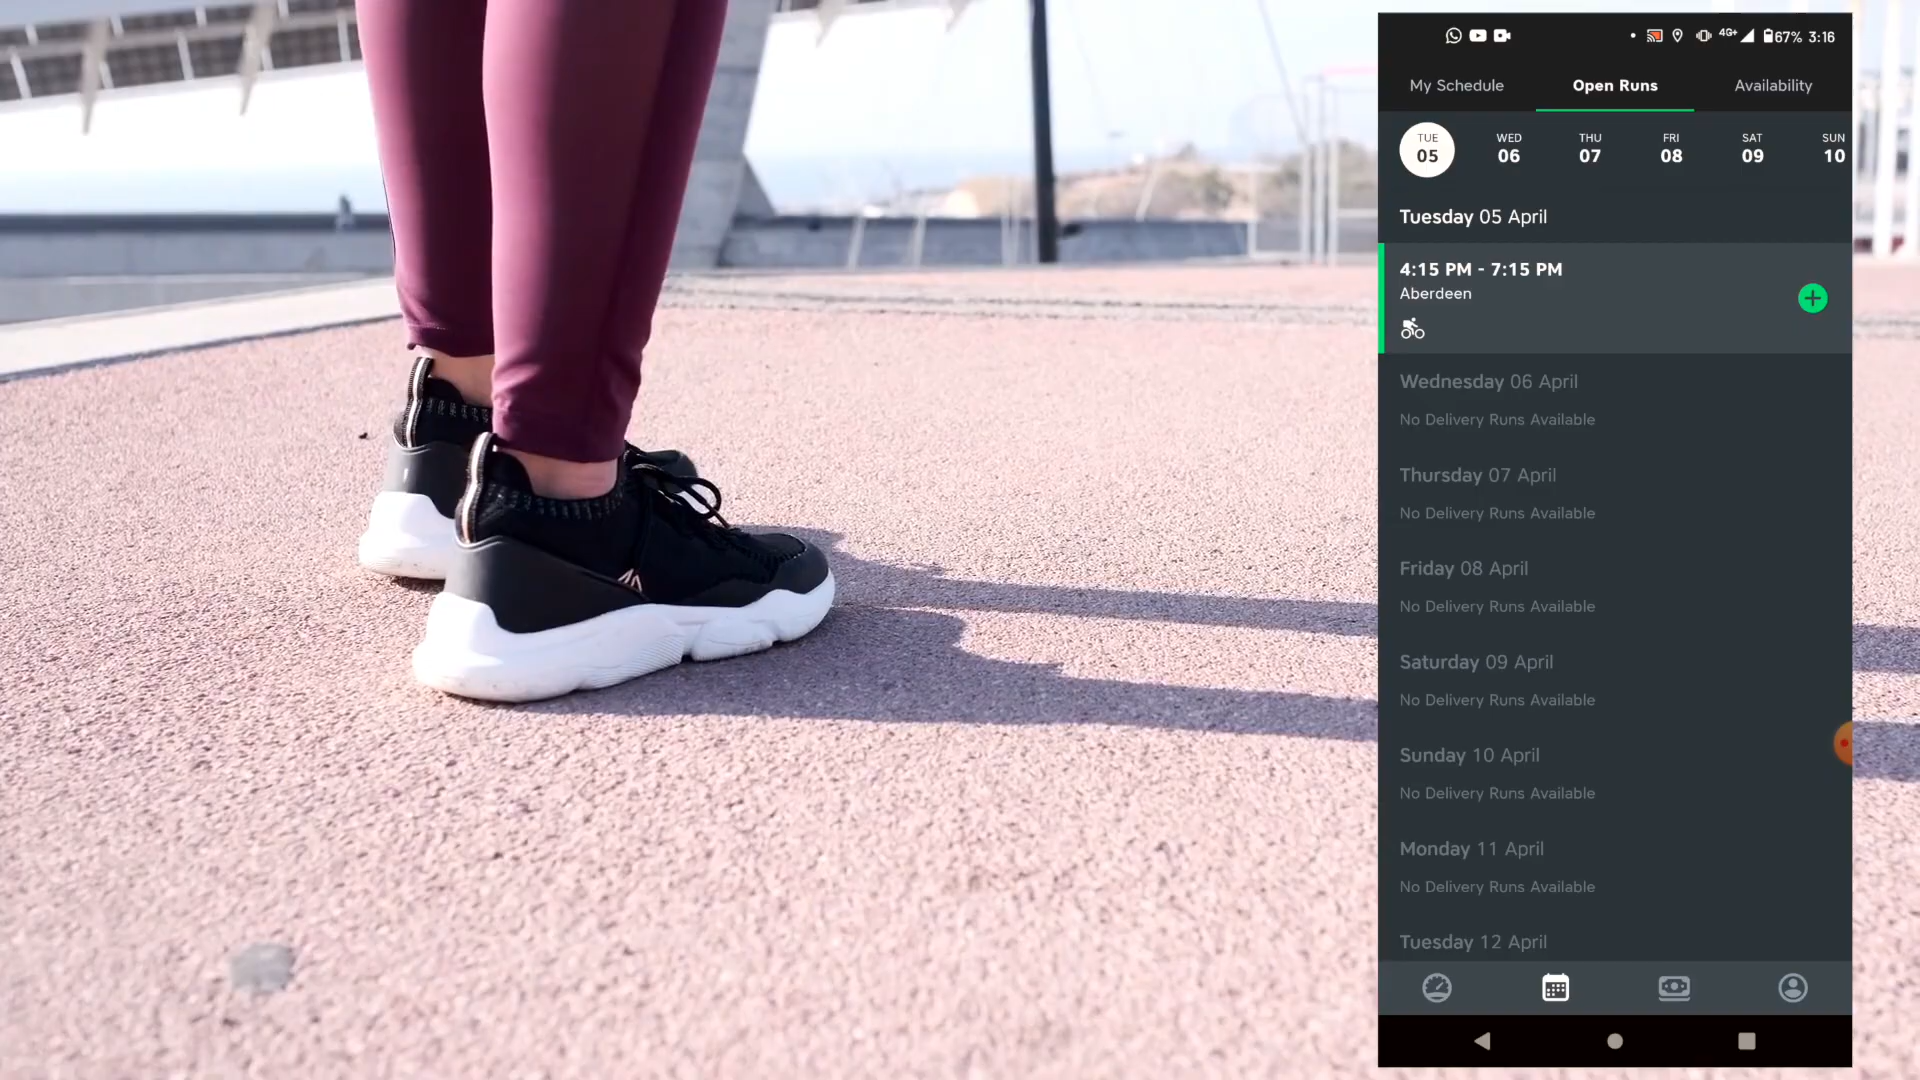 4G+ 67% 3:16
My Schedule Open Runs Availability
TUE WED THU FRI SAT SUN
05 06 07 08 09 10
Tuesday 05 April
4:15 PM - 7:15 PM
Aberdeen
Wednesday 06 April
No Delivery Runs Available
Thursday 07 April
No Delivery Runs Available
Friday 08 April
No Delivery Runs Available
Saturday 09 April
No Delivery Runs Available
Sunday 10 April
No Delivery Runs Available
Monday 11 April
No Delivery Runs Available
Tuesday 12 April